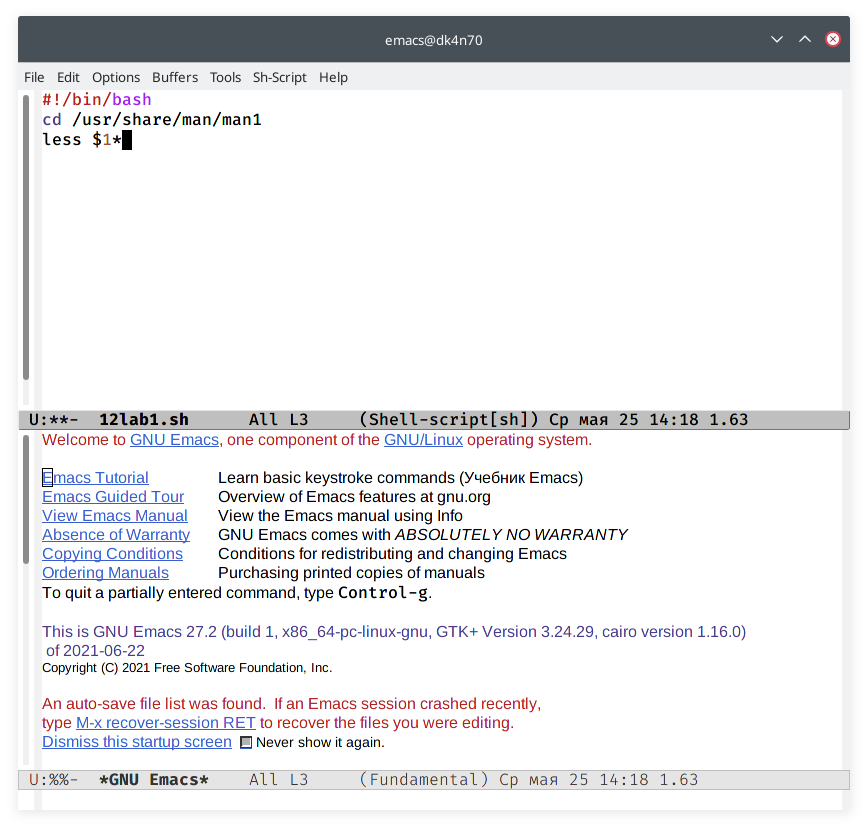 emacs@dk4n70
File Edit Options Buffers Tools Sh-Script Help
#!/bin/bash
cd /usr/share/man/man1
less $1*
U:**-  12lab1.sh      All L3     (Shell-script[sh]) Ср мая 25 14:18 1.63
Welcome to GNU Emacs, one component of the GNU/Linux operating system.
Emacs Tutorial Learn basic keystroke commands (Учебник Emacs)
Emacs Guided Tour Overview of Emacs features at gnu.org
View Emacs Manual View the Emacs manual using Info
Absence of Warranty GNU Emacs comes with ABSOLUTELY NO WARRANTY
Copying Conditions Conditions for redistributing and changing Emacs
Ordering Manuals Purchasing printed copies of manuals
To quit a partially entered command, type Control-g.
This is GNU Emacs 27.2 (build 1, x86_64-pc-linux-gnu, GTK+ Version 3.24.29, cairo version 1.16.0)
of 2021-06-22
Copyright (C) 2021 Free Software Foundation, Inc.
An auto-save file list was found.  If an Emacs session crashed recently,
type M-x recover-session RET to recover the files you were editing.
Dismiss this startup screen Never show it again.
U:%%-  *GNU Emacs*    All L3     (Fundamental) Ср мая 25 14:18 1.63